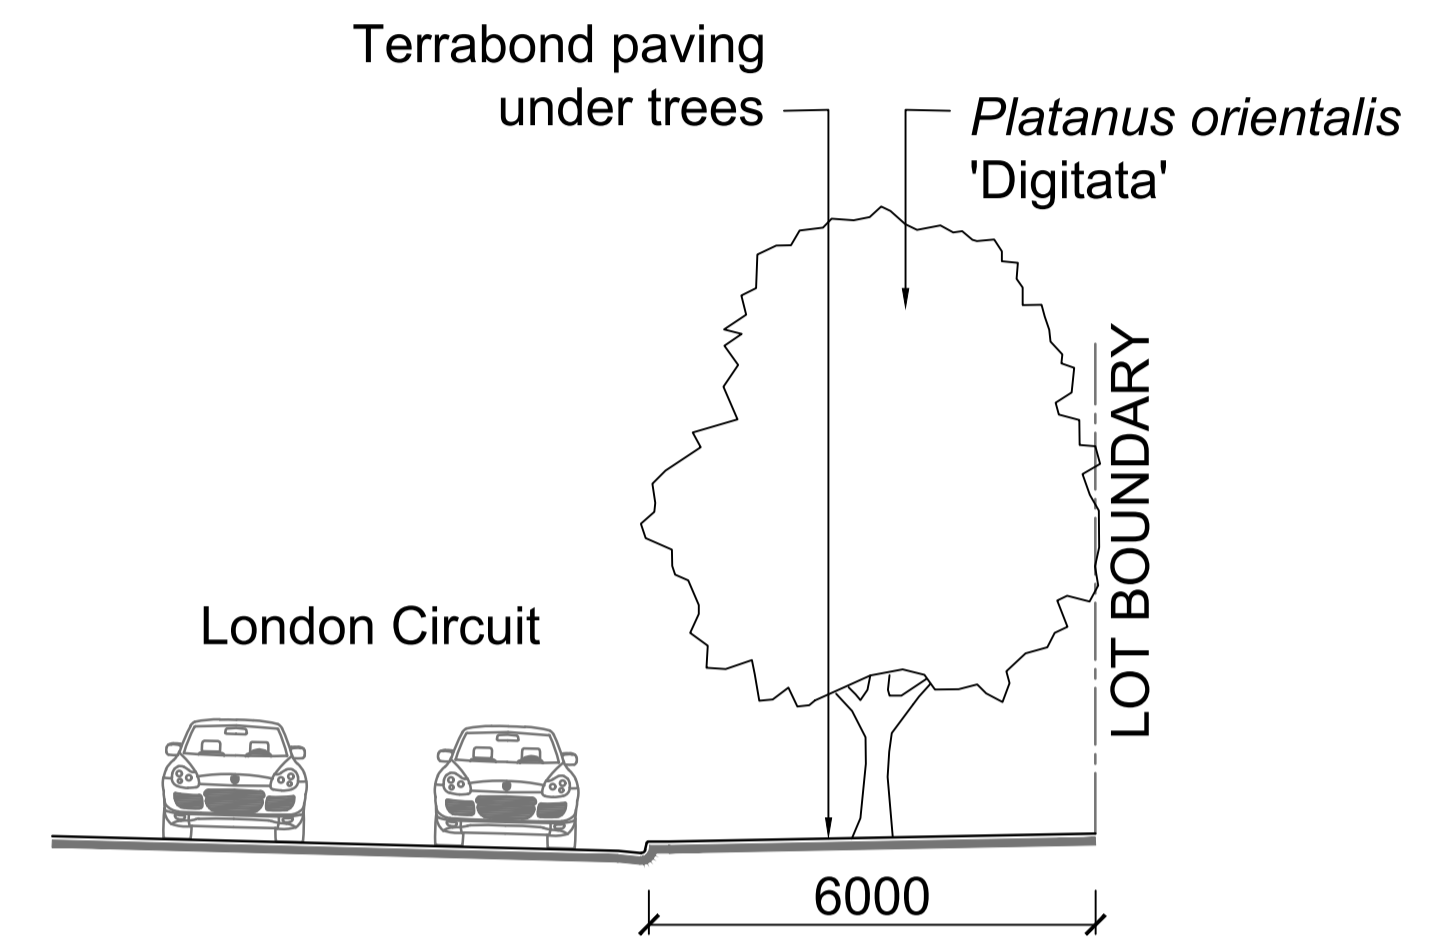 Terrabond paving
under trees
Platanus orientalis
'Digitata'
LOT BOUNDARY
London Circuit
6000